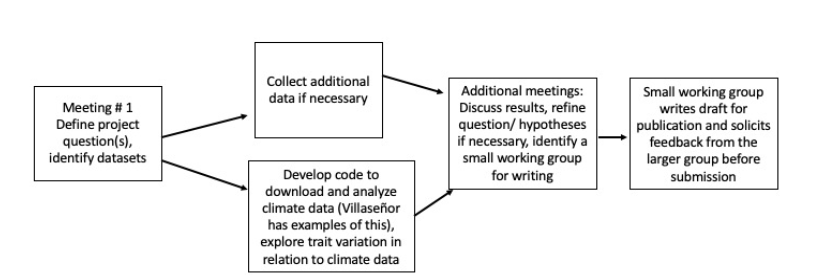 Meeting # 1
Define project
question(s),
identify datasets
Collect additional
data if necessary
Develop code to
download and analyze
climate data (Villaseñor
has examples of this),
explore trait variation in
relation to climate data
Additional meetings:
Discuss results, refine
question/ hypotheses
if necessary, identify a
small working group
for writing
Small working group
writes draft for
publication and solicits
feedback from the
larger group before
submission